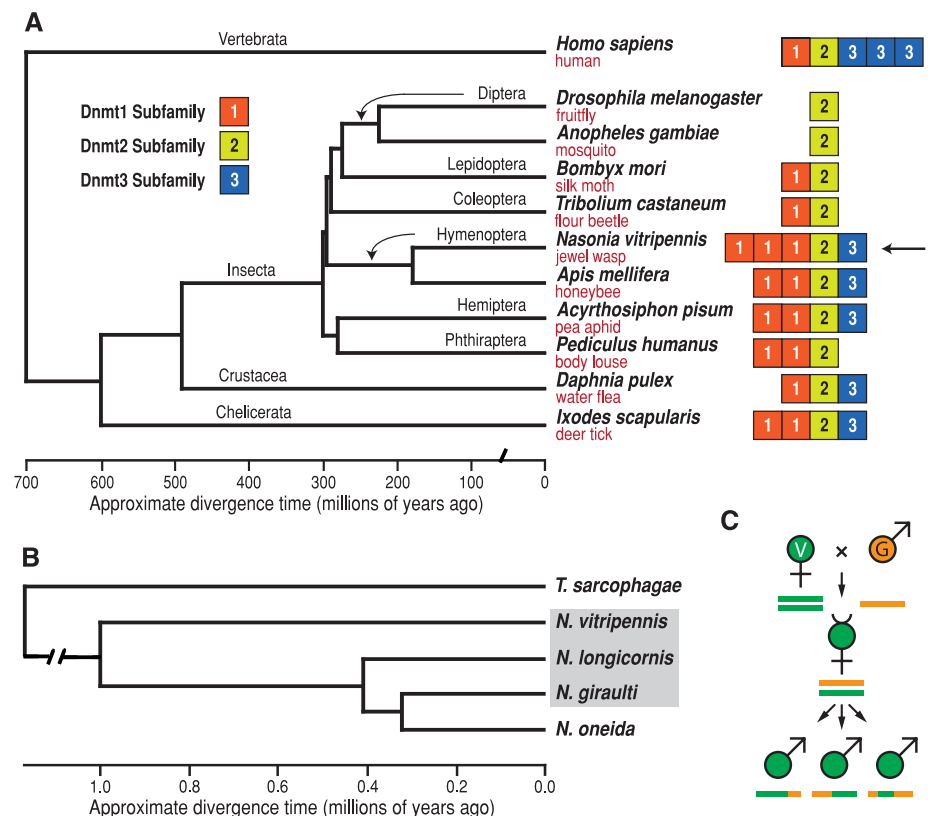 A
Vertebrata
Homo sapiens
human
1 2 3 3 3
Dnmt1 Subfamily 1
Dnmt2 Subfamily 2
Dnmt3 Subfamily 3
Diptera
Drosophila melanogaster
fruitfly
2
Anopheles gambiae
mosquito
2
Lepidoptera
Bombyx mori
silk moth
1 2
Coleoptera
Tribolium castaneum
flour beetle
1 2
Hymenoptera
Nasonia vitripennis
jewel wasp
1 1 1 2 3
Insecta
Apis mellifera
honeybee
1 1 2 3
Hemiptera
Acyrthosiphon pisum
pea aphid
1 1 2 3
Phthiraptera
Pediculus humanus
body louse
1 1 2
Crustacea
Daphnia pulex
water flea
1 2 3
Chelicerata
Ixodes scapularis
deer tick
1 1 2 3
700 600 500 400 300 200 100 0
Approximate divergence time (millions of years ago)
B
T. sarcophagae
N. vitripennis
N. longicornis
N. giraulti
N. oneida
1.0 0.8 0.6 0.4 0.2 0.0
Approximate divergence time (millions of years ago)
C
V × G